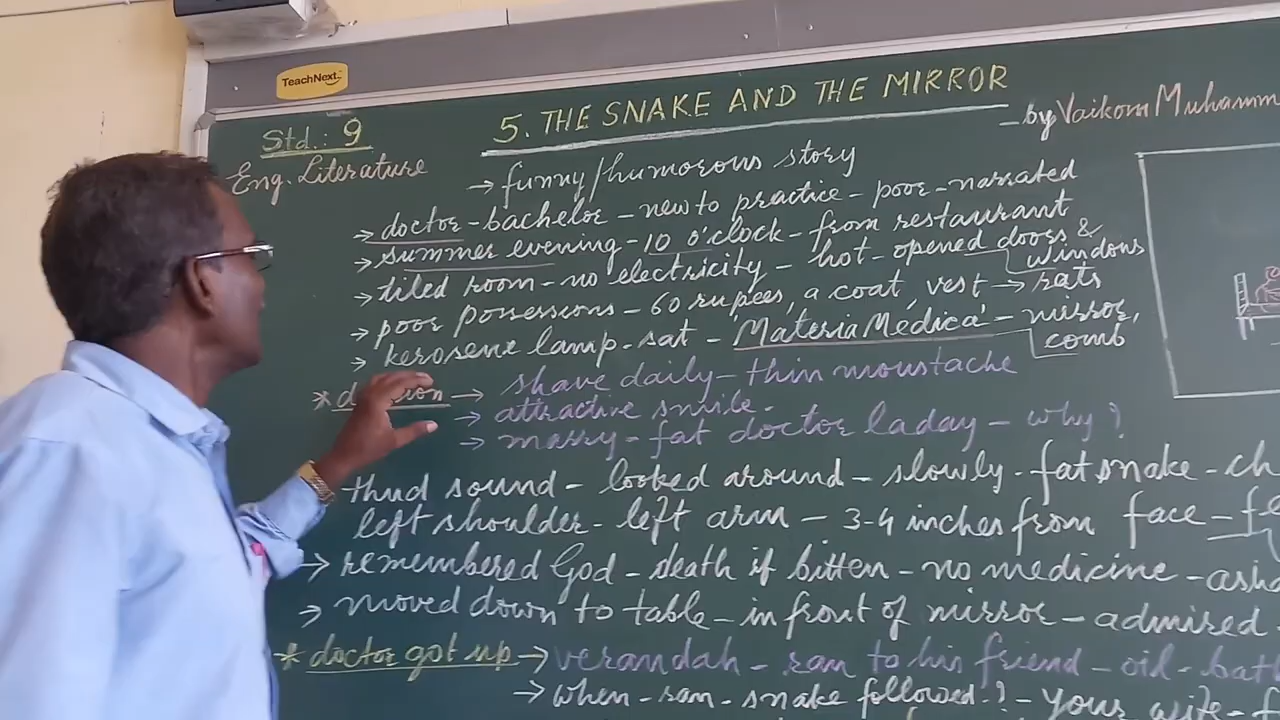 TeachNext
5. THE SNAKE AND THE MIRROR
Std.: 9
by Vaikom Muhamm
Eng. Literature
→ funny/humorous story
→ doctor - bachelor - new to practice - poor - narrated
→ summer evening - 10 o'clock - from restaurant
→ tiled room - no electricity - hot - opened doors &
windows
→ poor possessions - 60 rupees, a coat, vest → rats
→ kerosene lamp - sat - 'Materia Medica' - mirror,
comb
→ shave daily - thin moustache
→ attractive smile.
→ marry - fat doctor laday - why?
thud sound - looked around - slowly - fat snake - ch
left shoulder - left arm - 3-4 inches from face - fe
→ remembered God - death if bitten - no medicine - asha
→ moved down to table - in front of mirror - admired -
* doctor got up → verandah - ran to his friend - oil - bath
→ when - ran - snake followed? - your wife - f